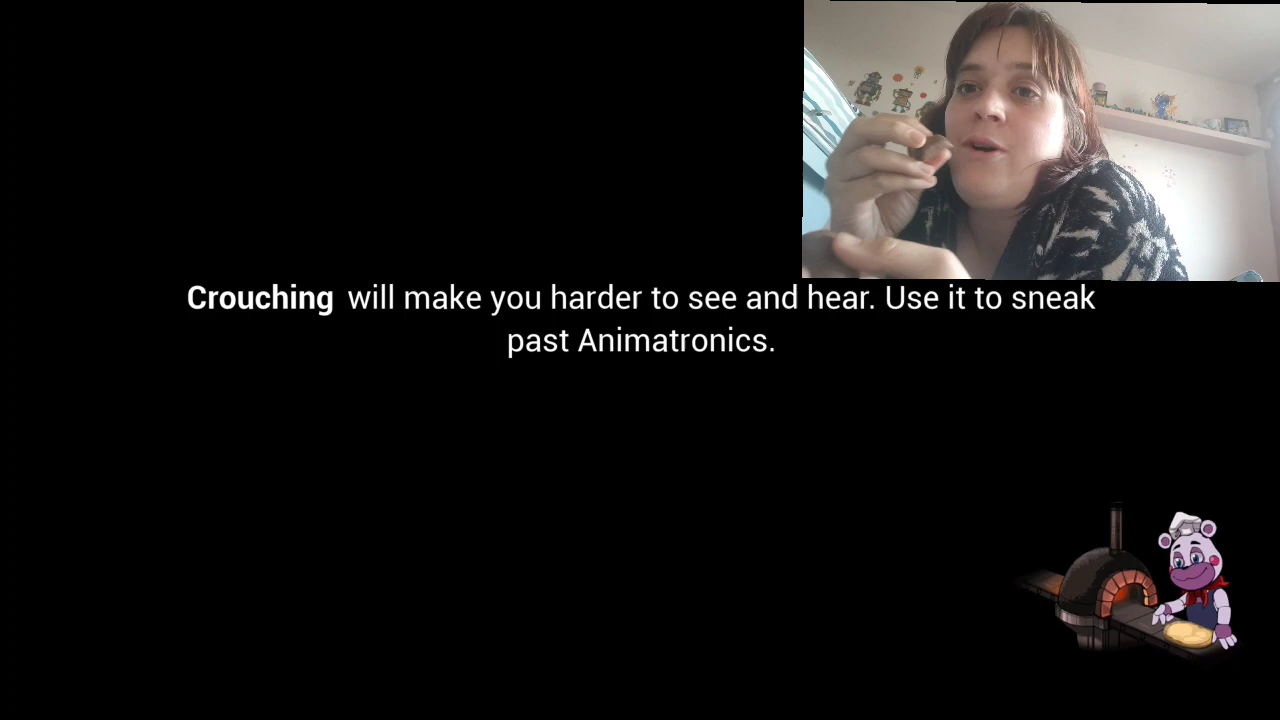 Crouching will make you harder to see and hear. Use it to sneak
past Animatronics.